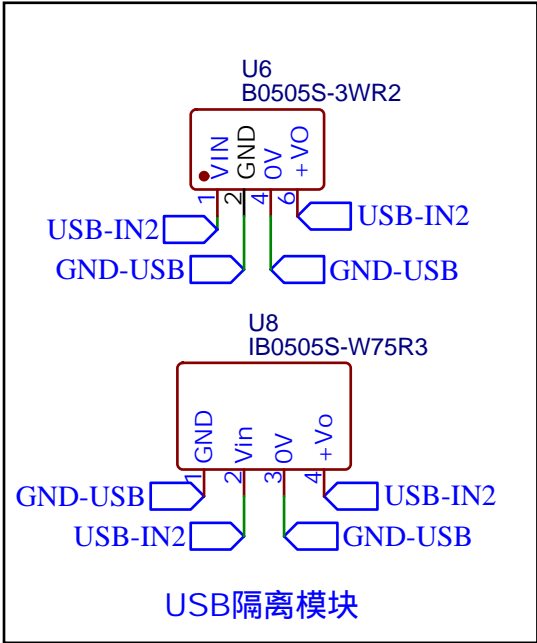 U6
B0505S-3WR2
VIN
GND
0V
+VO
1
2
4
6
USB-IN2
USB-IN2
GND-USB
GND-USB
U8
IB0505S-W75R3
GND
Vin
0V
+Vo
1
2
3
4
GND-USB
USB-IN2
USB-IN2
GND-USB
USB隔离模块